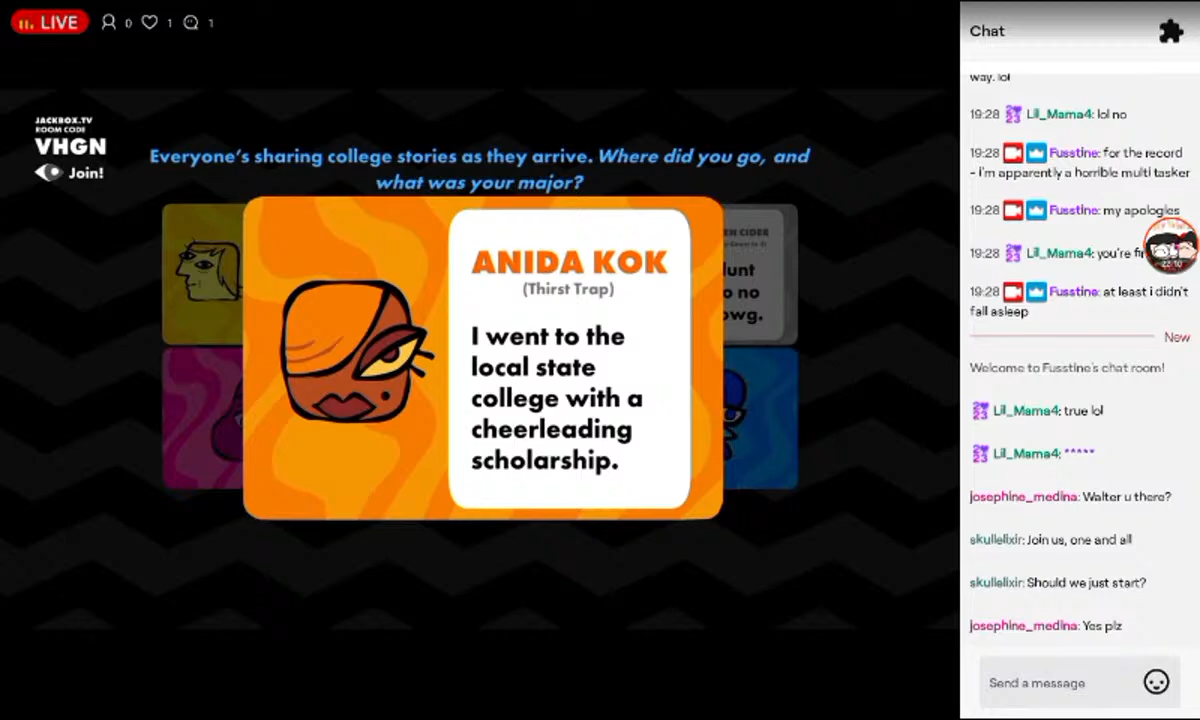 LIVE 0 1 1
JACKBOX.TV
ROOM CODE
VHGN
Join!
Everyone's sharing college stories as they arrive. Where did you go, and
what was your major?
ANIDA KOK
(Thirst Trap)
I went to the
local state
college with a
cheerleading
scholarship.
EN CIDER
lunt
o no
owg.
Chat
way. lol
19:28 Lil_Mama4: lol no
19:28 Fusstine: for the record
- i'm apparently a horrible multi tasker
19:28 Fusstine: my apologies
19:28 Lil_Mama4: you're
19:28 Fusstine: at least i didn't
fall asleep
New
Welcome to Fusstine's chat room!
Lil_Mama4: true lol
Lil_Mama4: *****
josephine_medina: Walter u there?
skullelixir: Join us, one and all
skullelixir: Should we just start?
josephine_medina: Yes plz
Send a message